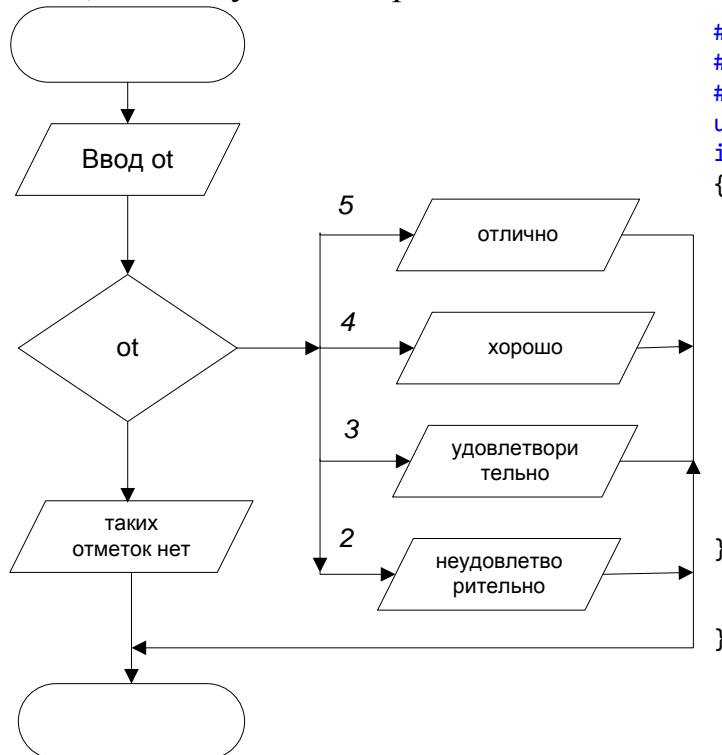 #
#
#
u
i
{
Ввод ot
5
отлично
4
ot
хорошо
3
удовлетвори
тельно
таких
отметок нет
2
неудовлетво
рительно
}
}